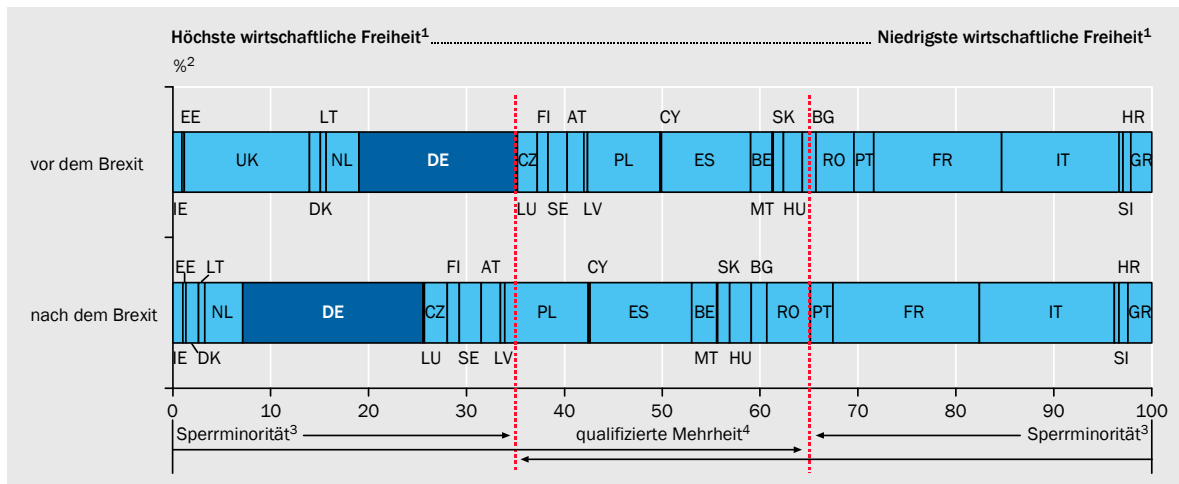 Höchste wirtschaftliche Freiheit¹ Niedrigste wirtschaftliche Freiheit¹
%²
EE LT FI AT CY SK BG HR
vor dem Brexit UK NL DE CZ PL ES BE RO PT FR IT GR
IE DK LU SE LV MT HU SI
EE LT FI AT CY SK BG HR
nach dem Brexit NL DE CZ PL ES BE RO PT FR IT GR
IE DK LU SE LV MT HU SI
0 10 20 30 40 50 60 70 80 90 100
Sperrminorität³ qualifizierte Mehrheit⁴ Sperrminorität³